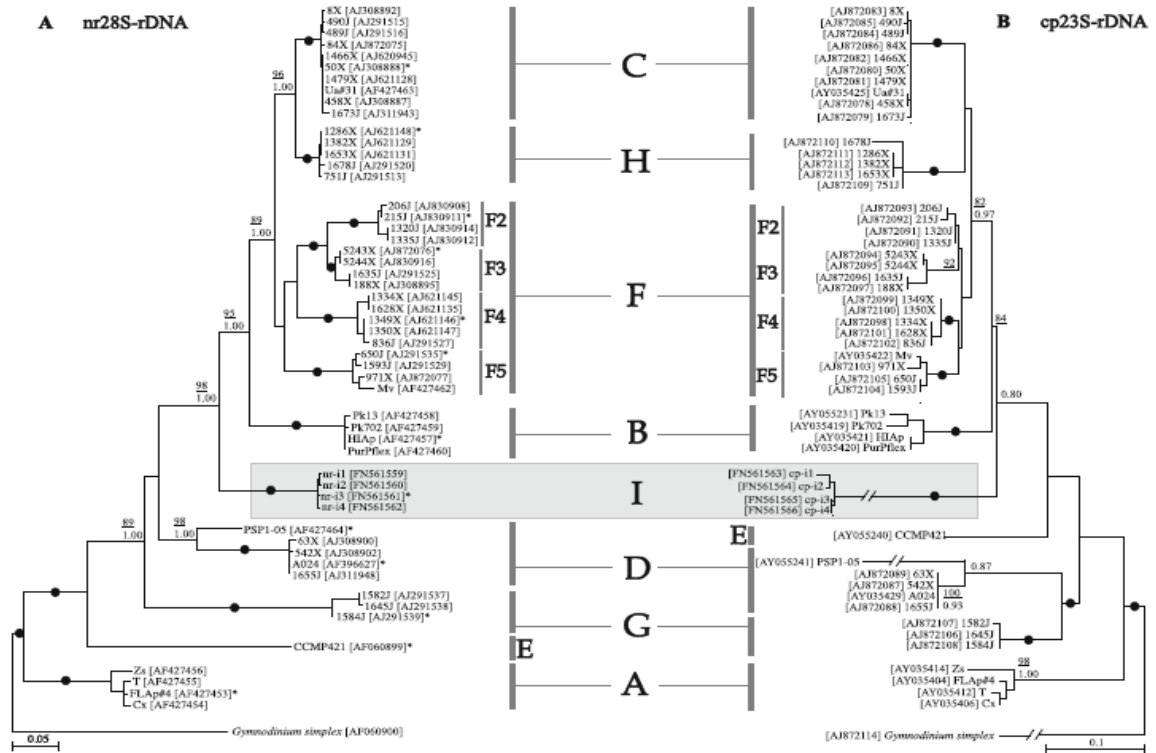 A nr28S-rDNA
B cp23S-rDNA
8X [AJ308892]
490J [AJ291515]
489J [AJ291516]
84X [AJ872075]
1466X [AJ620945]
50X [AJ308888]*
1479X [AJ621128]
Ua#31 [AF427463]
458X [AJ308887]
1673J [AJ311943]
1286X [AJ621148]*
1382X [AJ621129]
1653X [AJ621131]
1678J [AJ291520]
751J [AJ291513]
206J [AJ830908]
215J [AJ830911]*
1320J [AJ830914]
1335J [AJ830912]
5243X [AJ872076]*
5244X [AJ830916]
1635J [AJ291525]
188X [AJ308895]
1334X [AJ621145]
1628X [AJ621135]
1349X [AJ621146]*
1350X [AJ621147]
836J [AJ291527]
650J [AJ291535]*
1593J [AJ291529]
971X [AJ872077]
Mv [AF427462]
Pk13 [AF427458]
Pk702 [AF427459]
HIAp [AF427457]*
PurPflex [AF427460]
nr-i1 [FN561559]
nr-i2 [FN561560]
nr-i3 [FN561561]*
nr-i4 [FN561562]
PSP1-05 [AF427464]*
63X [AJ308900]
542X [AJ308902]
A024 [AF396627]*
1655J [AJ311948]
1582J [AJ291537]
1645J [AJ291538]
1584J [AJ291539]*
CCMP421 [AF060899]*
Zs [AF427456]
T [AF427455]
FLAp#4 [AF427453]*
Cx [AF427454]
Gymnodinium simplex [AF060900]
96
1.00
89
1.00
95
1.00
98
1.00
89
1.00
98
1.00
0.05
C
H
F2
F3
F4
F5
F
F2
F3
F4
F5
B
I
E
D
G
E
A
[AJ872083] 8X
[AJ872085] 490J
[AJ872084] 489J
[AJ872086] 84X
[AJ872082] 1466X
[AJ872080] 50X
[AJ872081] 1479X
[AY035425] Ua#31
[AJ872078] 458X
[AJ872079] 1673J
[AJ872110] 1678J
[AJ872111] 1286X
[AJ872112] 1382X
[AJ872113] 1653X
[AJ872109] 751J
[AJ872093] 206J
[AJ872092] 215J
[AJ872091] 1320J
[AJ872090] 1335J
[AJ872094] 5243X
[AJ872095] 5244X
[AJ872096] 1635J
[AJ872097] 188X
[AJ872099] 1349X
[AJ872100] 1350X
[AJ872098] 1334X
[AJ872101] 1628X
[AJ872102] 836J
[AY035422] Mv
[AJ872103] 971X
[AJ872105] 650J
[AJ872104] 1593J
[AY055231] Pk13
[AY035419] Pk702
[AY035421] HIAp
[AY035420] PurPflex
[FN561563] cp-i1
[FN561564] cp-i2
[FN561565] cp-i3
[FN561566] cp-i4
[AY055240] CCMP421
[AY055241] PSP1-05
[AJ872089] 63X
[AJ872087] 542X
[AY035429] A024
[AJ872088] 1655J
[AJ872107] 1582J
[AJ872106] 1645J
[AJ872108] 1584J
[AY035414] Zs
[AY035404] FLAp#4
[AY035412] T
[AY035406] Cx
[AJ872114] Gymnodinium simplex
82
0.97
92
84
0.80
0.87
100
0.93
98
1.00
0.1